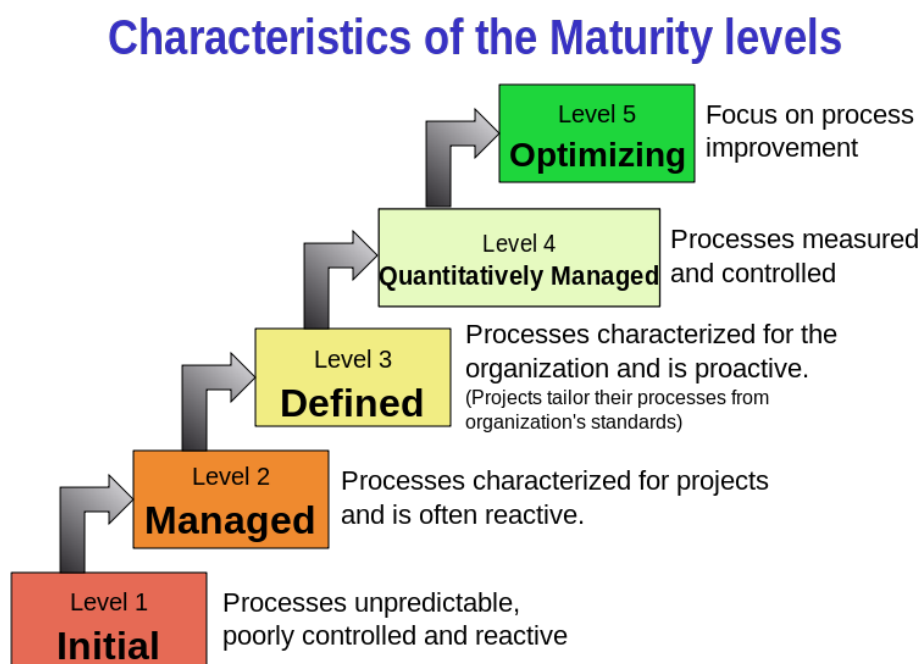 Characteristics of the Maturity levels
Level 5
Optimizing
Focus on process
improvement
Level 4
Quantitatively Managed
Processes measured
and controlled
Level 3
Defined
Processes characterized for the
organization and is proactive.
(Projects tailor their processes from
organization's standards)
Level 2
Managed
Processes characterized for projects
and is often reactive.
Level 1
Initial
Processes unpredictable,
poorly controlled and reactive